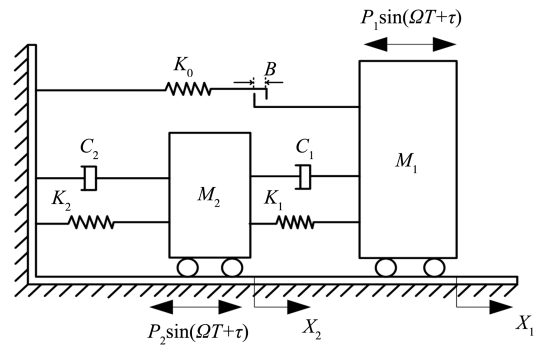 P₁sin(ΩT+τ)
K₀
B
C₂
C₁
M₁
K₂
M₂
K₁
P₂sin(ΩT+τ)
X₂
X₁